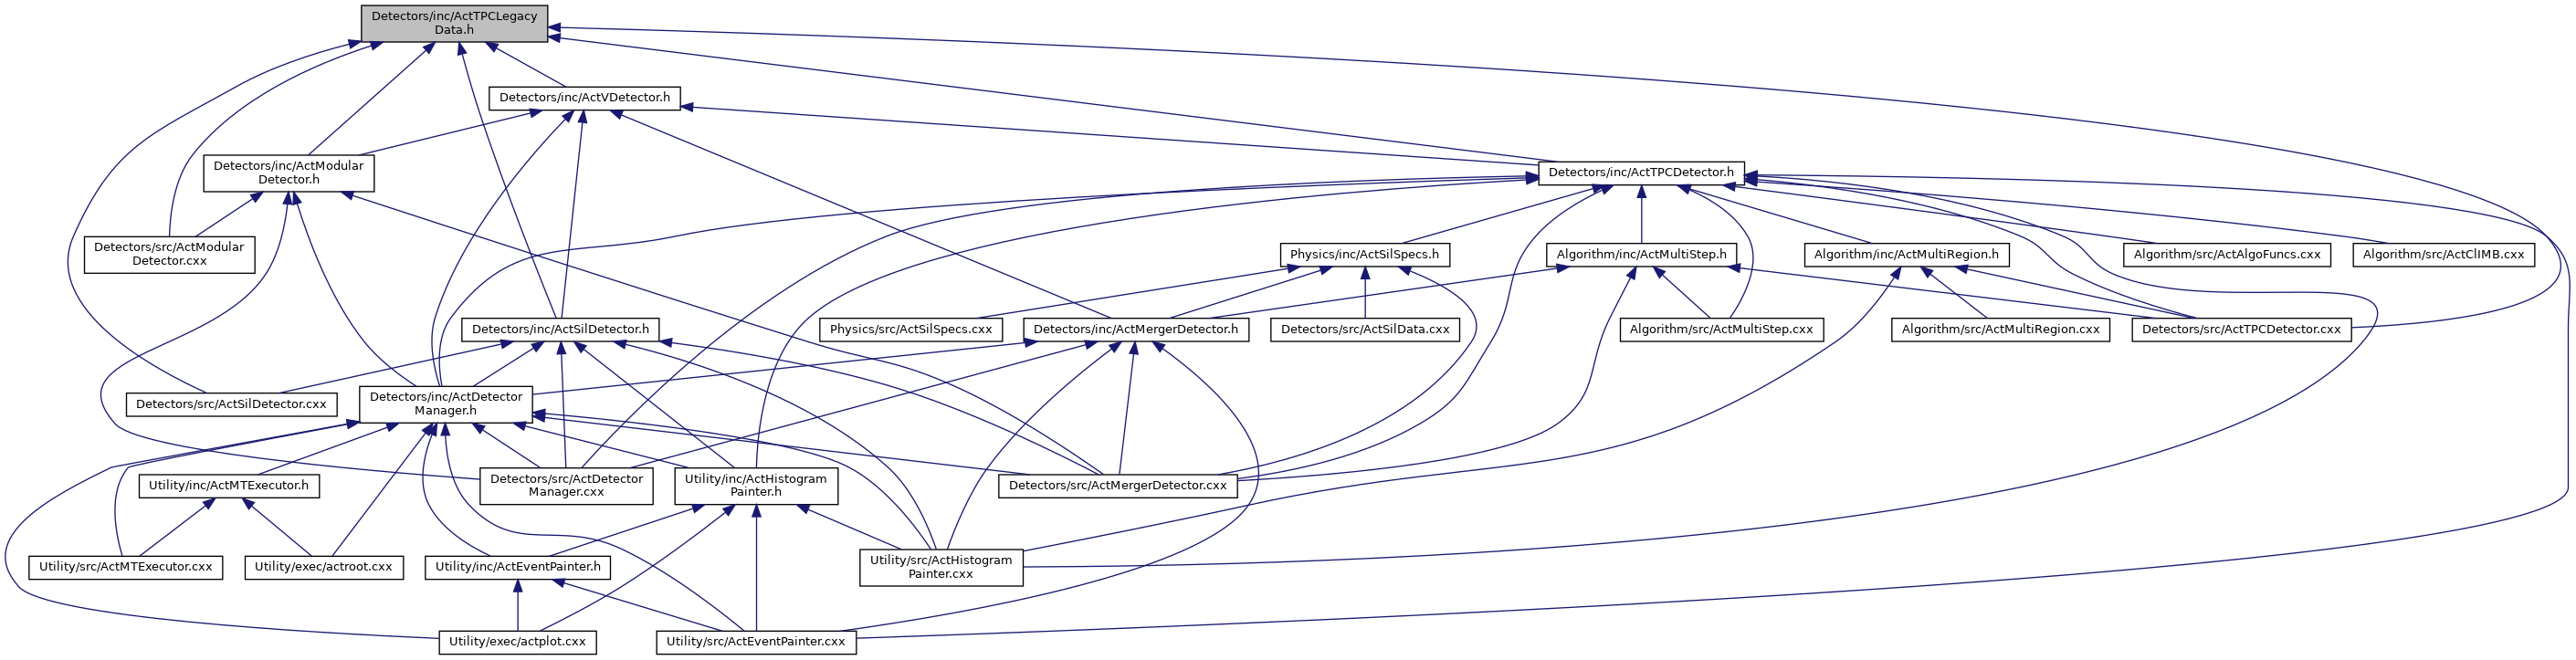 Detectors/inc/ActTPCLegacy
Data.h
Detectors/inc/ActVDetector.h
Detectors/inc/ActModular
Detector.h
Detectors/inc/ActTPCDetector.h
Detectors/src/ActModular
Detector.cxx
Physics/inc/ActSilSpecs.h
Algorithm/inc/ActMultiStep.h
Algorithm/inc/ActMultiRegion.h
Algorithm/src/ActAlgoFuncs.cxx
Algorithm/src/ActClIMB.cxx
Detectors/inc/ActSilDetector.h
Physics/src/ActSilSpecs.cxx
Detectors/inc/ActMergerDetector.h
Detectors/src/ActSilData.cxx
Algorithm/src/ActMultiStep.cxx
Algorithm/src/ActMultiRegion.cxx
Detectors/src/ActTPCDetector.cxx
Detectors/src/ActSilDetector.cxx
Detectors/inc/ActDetector
Manager.h
Utility/inc/ActMTExecutor.h
Detectors/src/ActDetector
Manager.cxx
Utility/inc/ActHistogram
Painter.h
Detectors/src/ActMergerDetector.cxx
Utility/src/ActMTExecutor.cxx
Utility/exec/actroot.cxx
Utility/inc/ActEventPainter.h
Utility/src/ActHistogram
Painter.cxx
Utility/exec/actplot.cxx
Utility/src/ActEventPainter.cxx